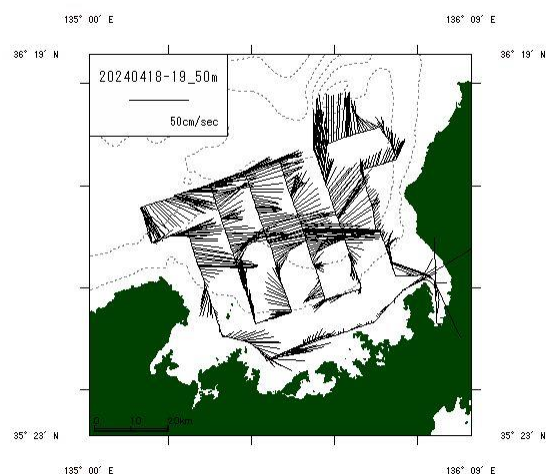 135° 00′ E 136° 09′ E
36° 19′ N 36° 19′ N
20240418-19_50m
50cm/sec
0 10 20km
35° 23′ N 35° 23′ N
135° 00′ E 136° 09′ E